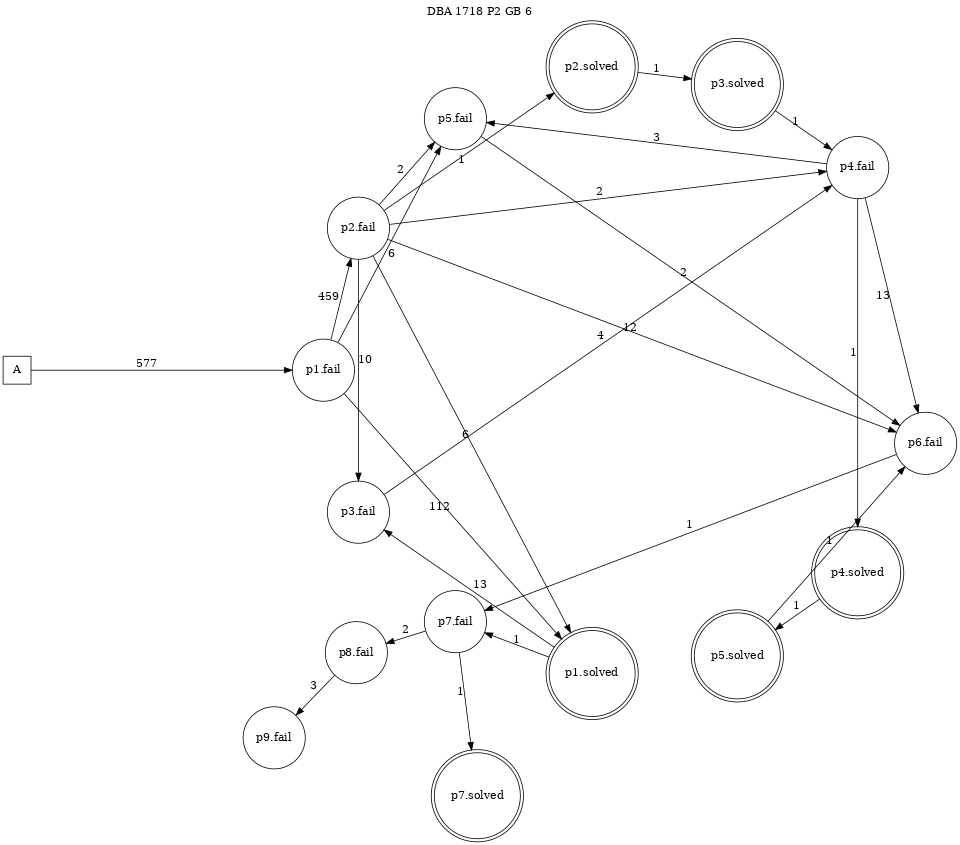 DBA 1718 P2 GB 6
p2.solved
1
p3.solved
p5.fail
1
3
p4.fail
2
1
2
p2.fail
6
2
459
13
12
4
1
10
577
A
p1.fail
6
p6.fail
112
p3.fail
1
1
p4.solved
13
1
p7.fail
2
1
p5.solved
p8.fail
p1.solved
3
1
p9.fail
p7.solved